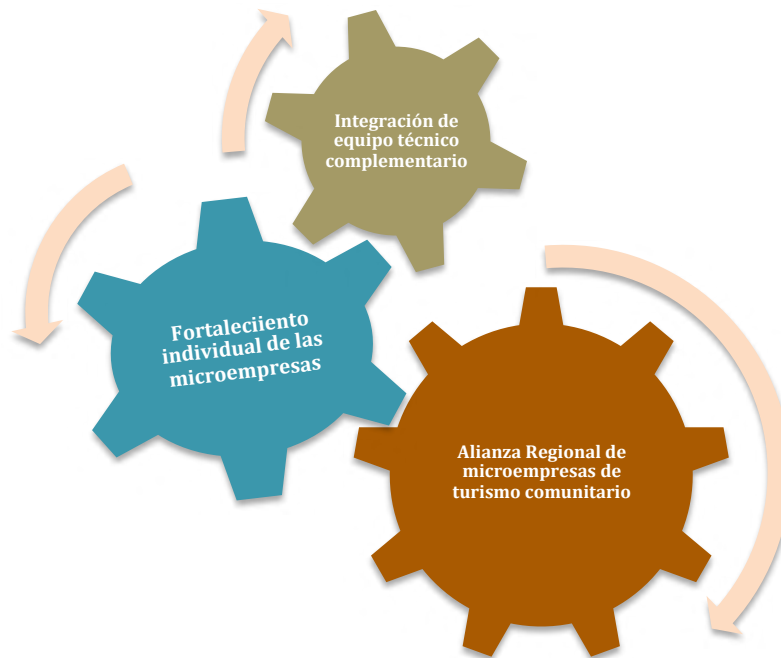 Integración de
equipo técnico
complementario
Fortaleciiento
individual de las
microempresas
Alianza Regional de
microempresas de
turismo comunitario